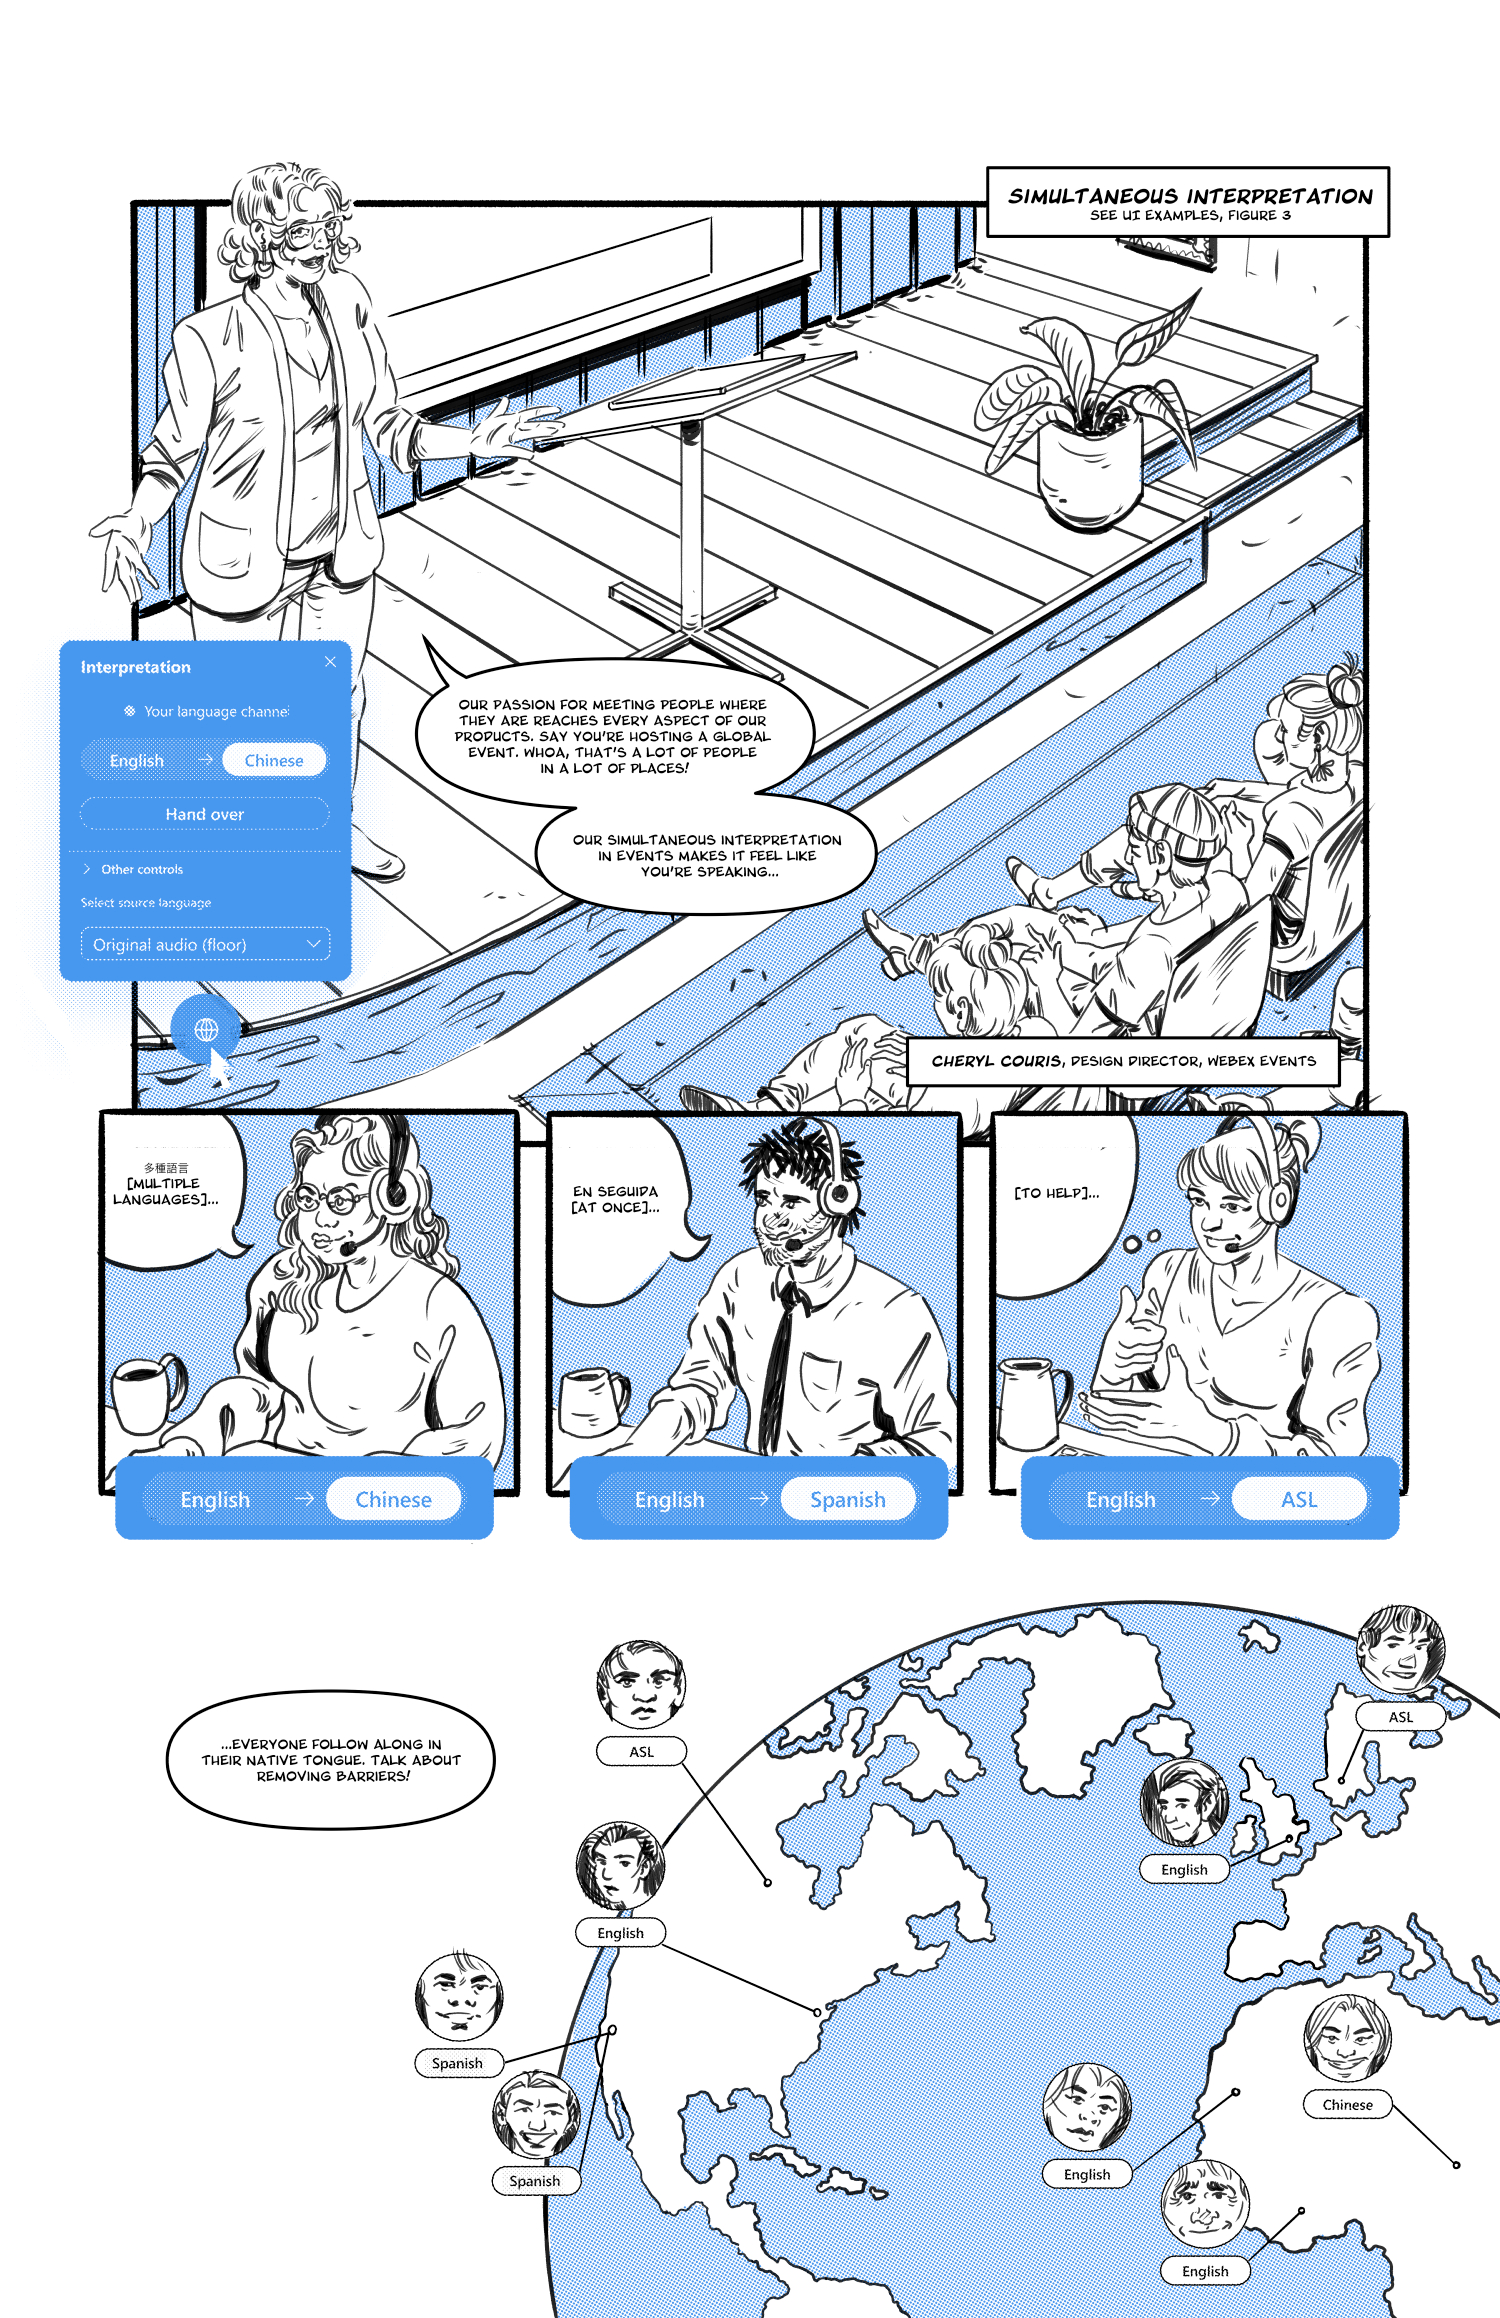 SIMULTANEOUS INTERPRETATION
SEE UI EXAMPLES, FIGURE 3
Interpretation
Your language channel
English → Chinese
Hand over
Other controls
Select source language
Original audio (floor)
OUR PASSION FOR MEETING PEOPLE WHERE
THEY ARE REACHES EVERY ASPECT OF OUR
PRODUCTS. SAY YOU'RE HOSTING A GLOBAL
EVENT. WHOA, THAT'S A LOT OF PEOPLE
IN A LOT OF PLACES!
OUR SIMULTANEOUS INTERPRETATION
IN EVENTS MAKES IT FEEL LIKE
YOU'RE SPEAKING...
CHERYL COURIS, DESIGN DIRECTOR, WEBEX EVENTS
多種語言
[MULTIPLE
LANGUAGES]...
English → Chinese
EN SEGUIDA
[AT ONCE]...
English → Spanish
[TO HELP]...
English → ASL
...EVERYONE FOLLOW ALONG IN
THEIR NATIVE TONGUE. TALK ABOUT
REMOVING BARRIERS!
ASL
ASL
English
English
Spanish
Chinese
English
Spanish
English